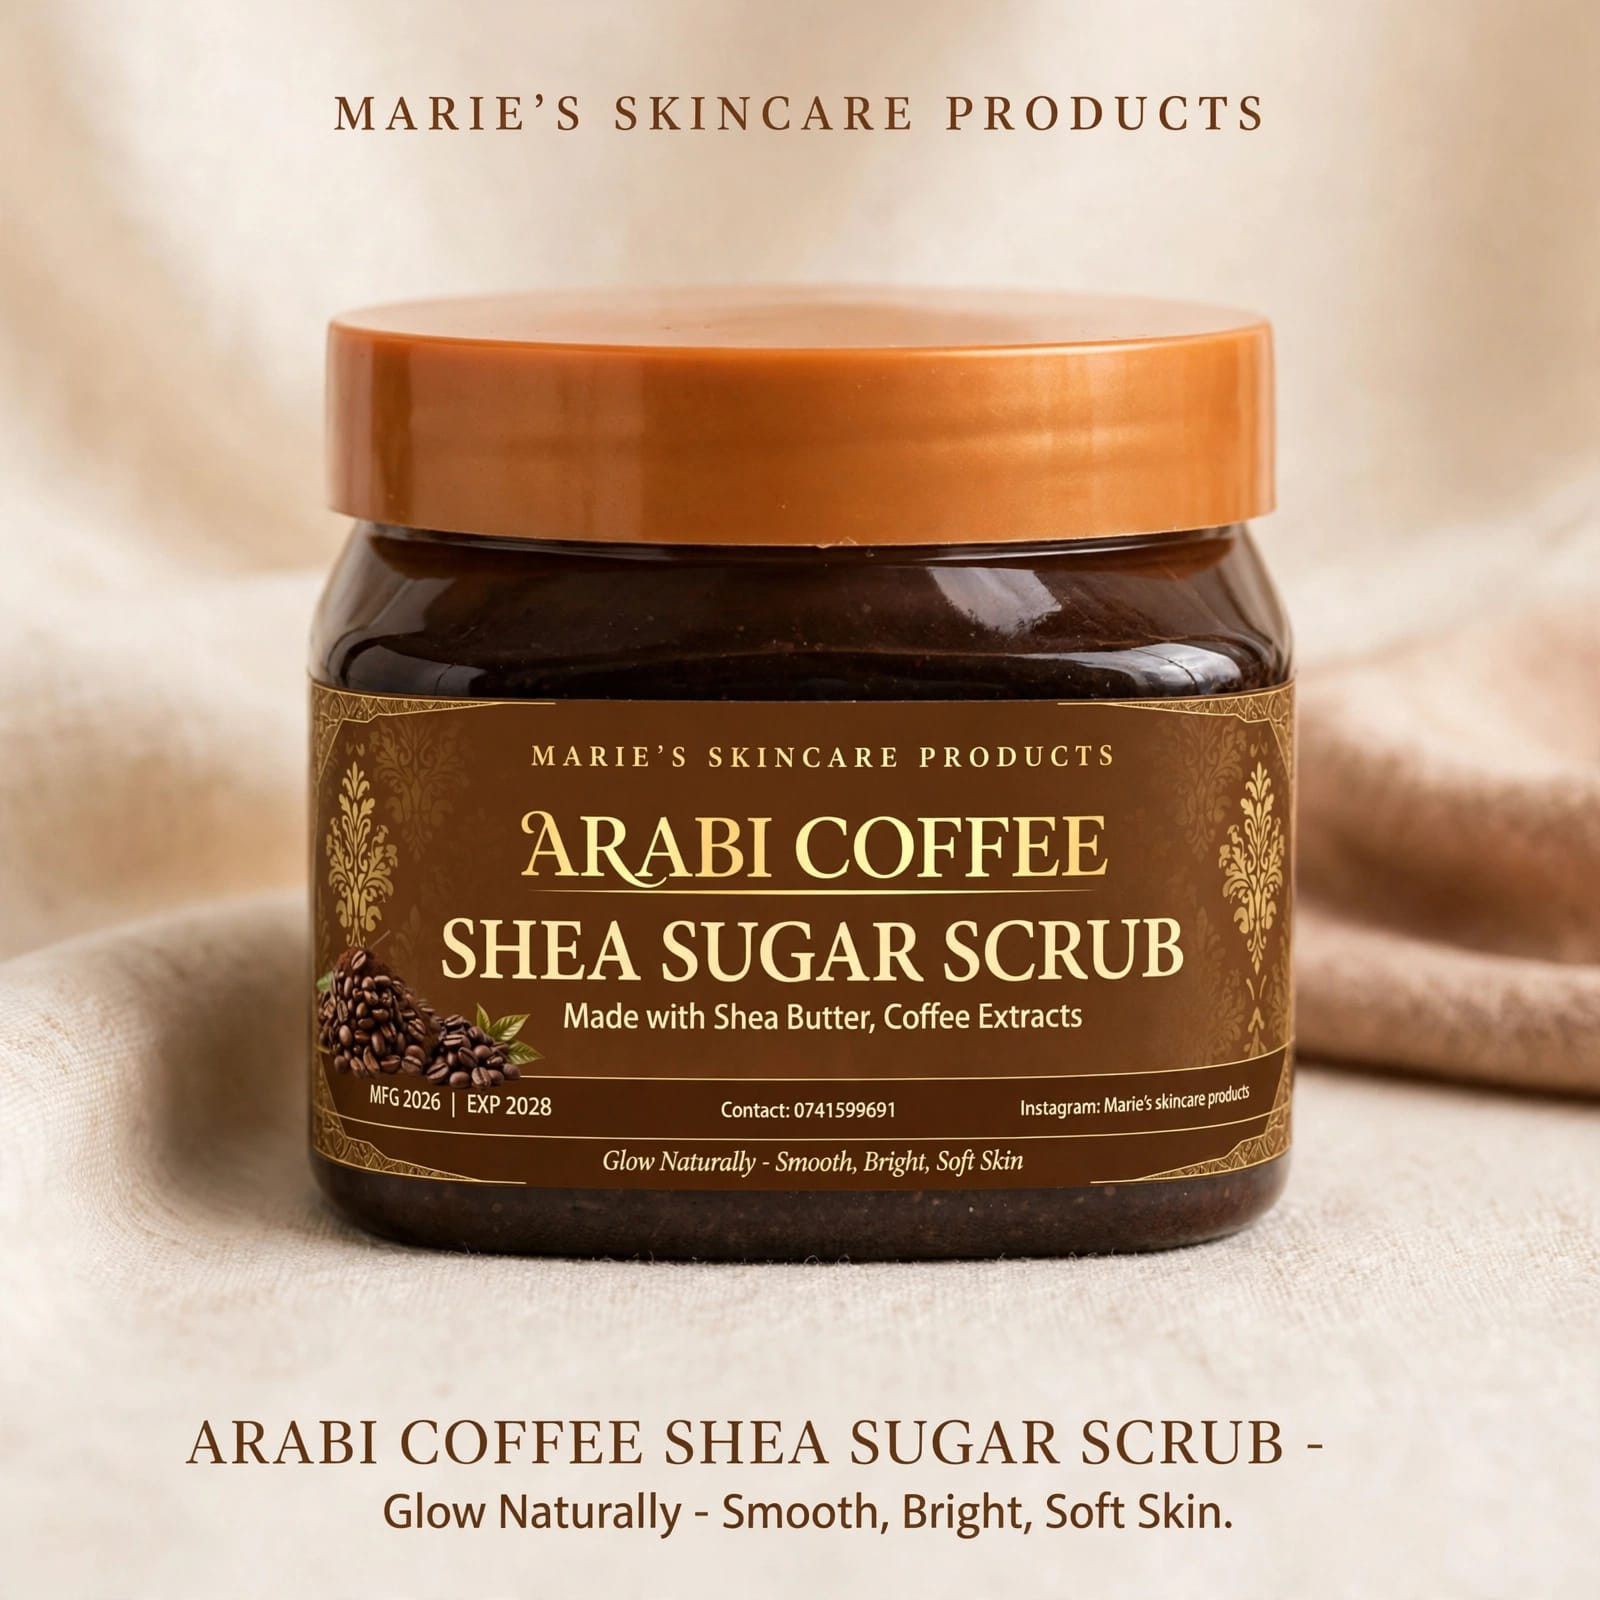 MARIE'S SKINCARE PRODUCTS
MARIE'S SKINCARE PRODUCTS
ARABI COFFEE
SHEA SUGAR SCRUB
Made with Shea Butter, Coffee Extracts
MFG 2026 | EXP 2028
Contact: 0741599691
Instagram: Marie's skincare products
Glow Naturally - Smooth, Bright, Soft Skin
ARABI COFFEE SHEA SUGAR SCRUB -
Glow Naturally - Smooth, Bright, Soft Skin.